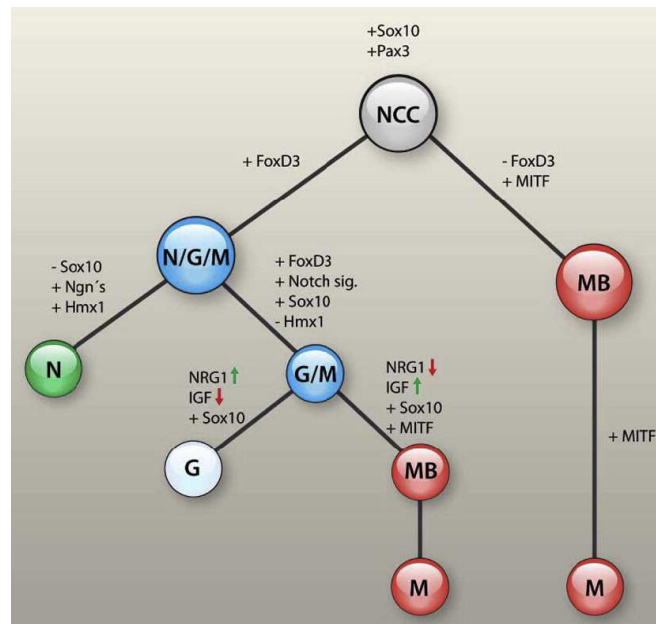 +Sox10
+Pax3
NCC
+ FoxD3
- FoxD3
+ MITF
N/G/M
- Sox10
+ Ngn´s
+ Hmx1
+ FoxD3
+ Notch sig.
+ Sox10
- Hmx1
MB
N
G/M
NRG1
IGF
+ Sox10
NRG1
IGF
+ Sox10
+ MITF
+ MITF
G
MB
M
M